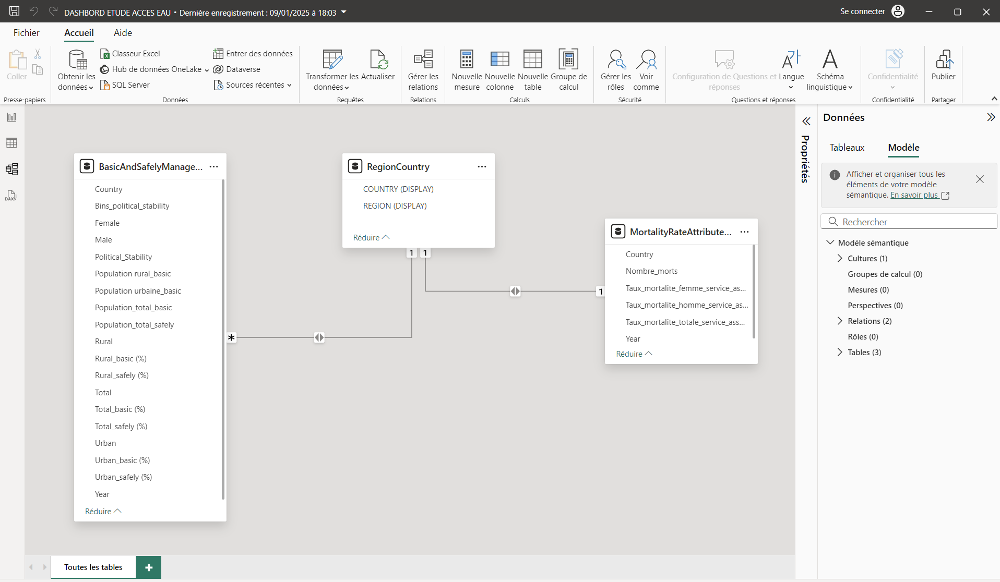 DASHBORD ETUDE ACCES EAU • Dernière enregistrement : 09/01/2025 à 18:03
Se connecter
Fichier
Accueil
Aide
Coller
Presse-papiers
Obtenir les
données
Classeur Excel
Hub de données OneLake
SQL Server
Entrer des données
Dataverse
Sources récentes
Données
Transformer les
données
Actualiser
Requêtes
Gérer les
relations
Relations
Nouvelle
mesure
Nouvelle
colonne
Nouvelle
table
Groupe de
calcul
Calculs
Gérer les
rôles
Voir
comme
Sécurité
Configuration de Questions et
réponses
Langue
Schéma
linguistique
Questions et réponses
Confidentialité
Confidentialité
Publier
Partager
DAX
BasicAndSafelyManage...
Country
Bins_political_stability
Female
Male
Political_Stability
Population rural_basic
Population urbaine_basic
Population_total_basic
Population_total_safely
Rural
Rural_basic (%)
Rural_safely (%)
Total
Total_basic (%)
Total_safely (%)
Urban
Urban_basic (%)
Urban_safely (%)
Year
Réduire
RegionCountry
COUNTRY (DISPLAY)
REGION (DISPLAY)
Réduire
1
1
1
*
MortalityRateAttribute...
Country
Nombre_morts
Taux_mortalite_femme_service_as...
Taux_mortalite_homme_service_as...
Taux_mortalite_totale_service_ass...
Year
Réduire
Propriétés
Données
Tableaux
Modèle
Afficher et organiser tous les
éléments de votre modèle
sémantique. En savoir plus
Rechercher
Modèle sémantique
Cultures (1)
Groupes de calcul (0)
Mesures (0)
Perspectives (0)
Relations (2)
Rôles (0)
Tables (3)
Toutes les tables
+